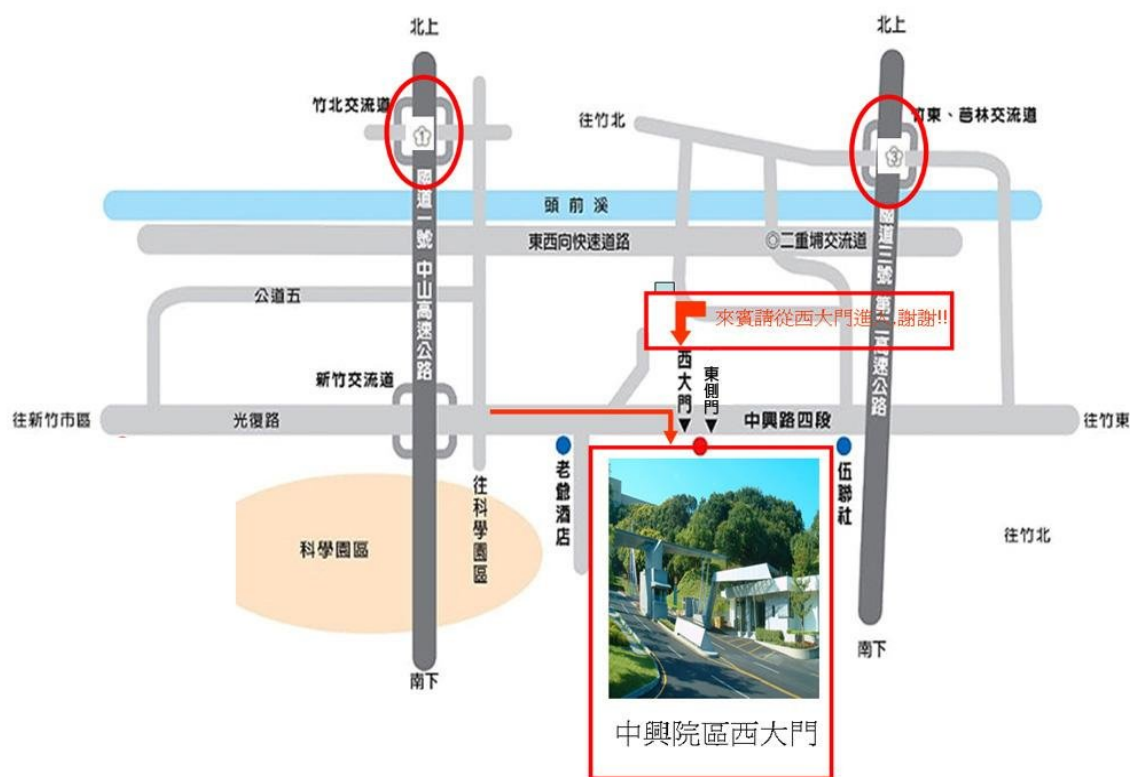 北上
北上
竹北交流道
1
往竹北
竹東、芎林交流道
3
頭前溪
國道一號 中山高速公路
國道三號 第二高速公路
東西向快速道路
◎二重埔交流道
公道五
來賓請從西大門進入,謝謝!!
新竹交流道
西大門
東側門
往新竹市區
光復路
中興路四段
往竹東
老爺酒店
伍聯社
往科學園區
科學園區
往竹北
南下
南下
中興院區西大門